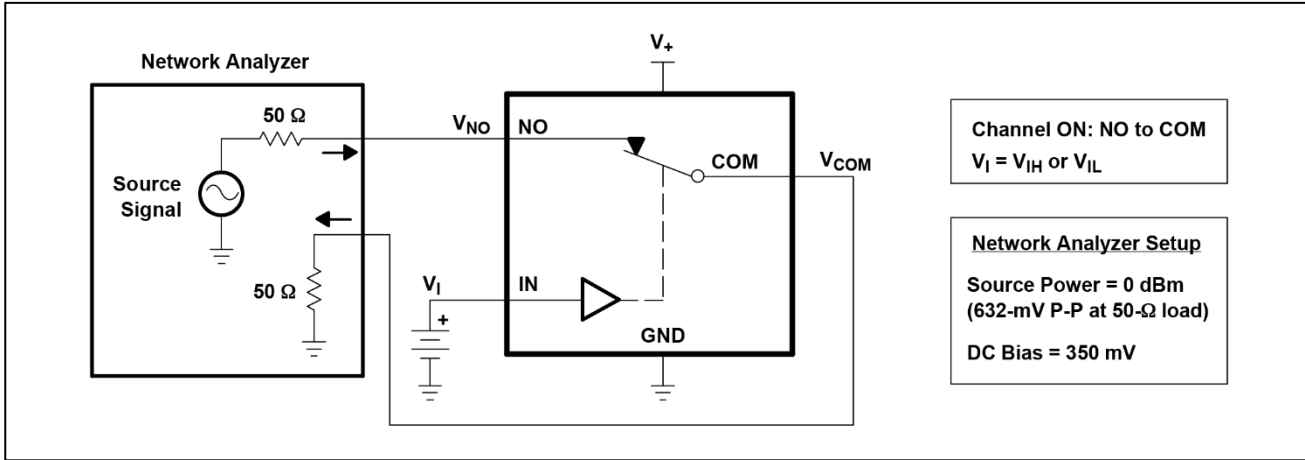 Network Analyzer
50 Ω
Source
Signal
50 Ω
V+
VNO
NO
COM
VCOM
VI
IN
+
GND
Channel ON: NO to COM
VI = VIH or VIL
Network Analyzer Setup
Source Power = 0 dBm
(632-mV P-P at 50-Ω load)
DC Bias = 350 mV